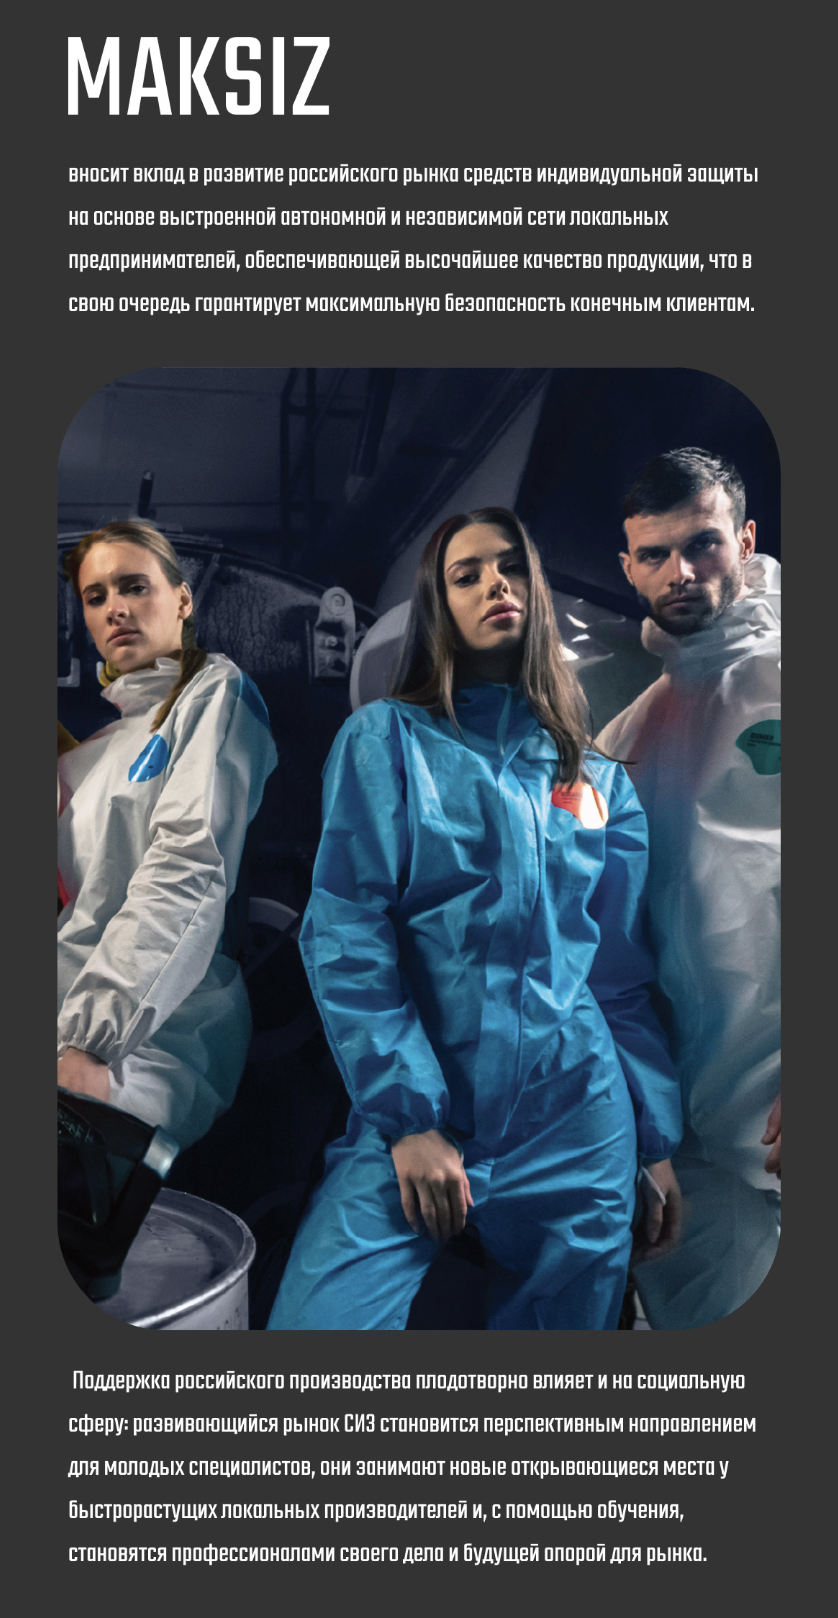 MAKSIZ
вносит вклад в развитие российского рынка средств индивидуальной защиты
на основе выстроенной автономной и независимой сети локальных
предпринимателей, обеспечивающей высочайшее качество продукции, что в
свою очередь гарантирует максимальную безопасность конечным клиентам.
Поддержка российского производства плодотворно влияет и на социальную
сферу: развивающийся рынок СИЗ становится перспективным направлением
для молодых специалистов, они занимают новые открывающиеся места у
быстрорастущих локальных производителей и, с помощью обучения,
становятся профессионалами своего дела и будущей опорой для рынка.